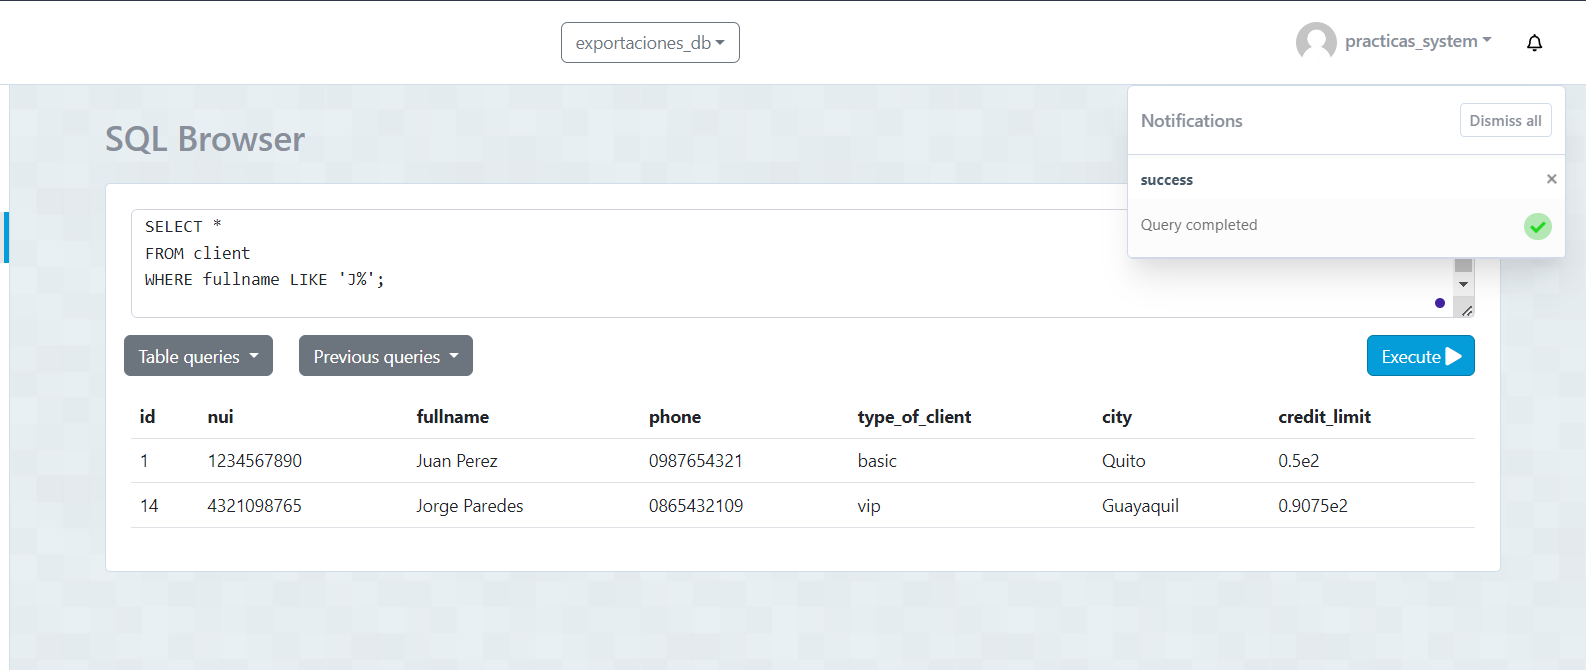 exportaciones_db
practicas_system
Notifications
Dismiss all
success
×
Query completed
SQL Browser
SELECT *
FROM client
WHERE fullname LIKE 'J%';
Table queries
Previous queries
Execute
id nui fullname phone type_of_client city credit_limit
1 1234567890 Juan Perez 0987654321 basic Quito 0.5e2
14 4321098765 Jorge Paredes 0865432109 vip Guayaquil 0.9075e2